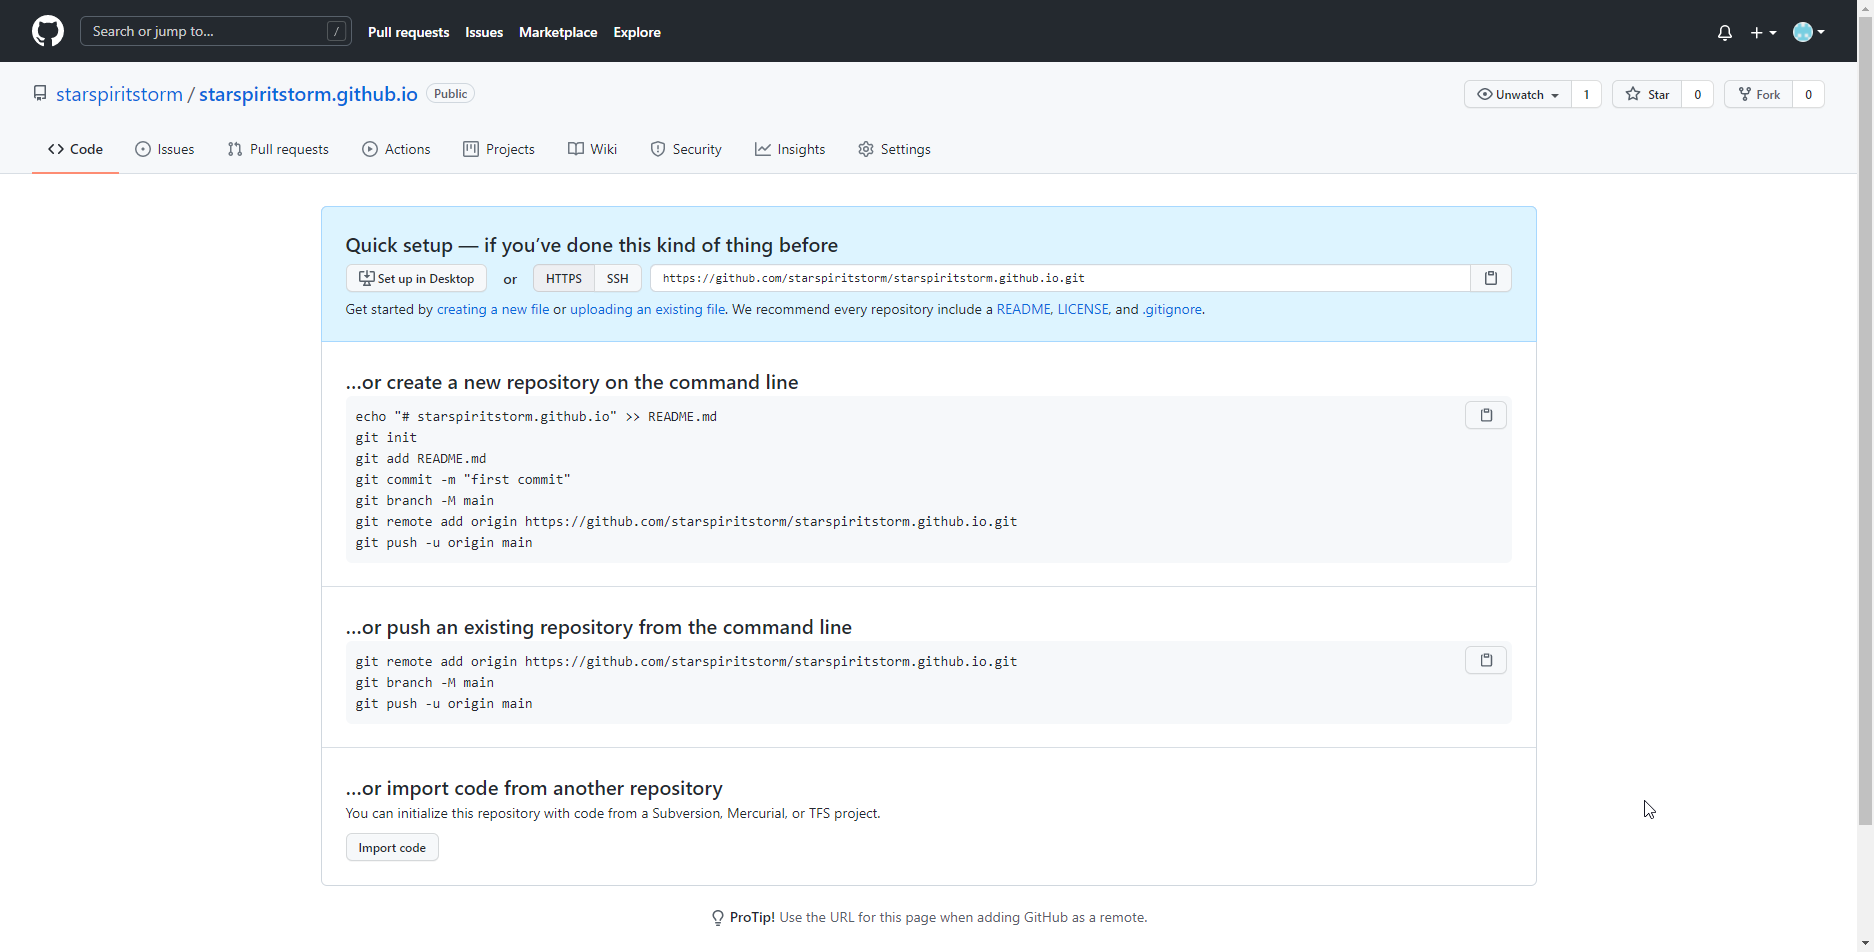 Search or jump to... /
Pull requests Issues Marketplace Explore
starspiritstorm / starspiritstorm.github.io Public
Unwatch 1 Star 0 Fork 0
Code Issues Pull requests Actions Projects Wiki Security Insights Settings
Quick setup — if you’ve done this kind of thing before
Set up in Desktop or HTTPS SSH https://github.com/starspiritstorm/starspiritstorm.github.io.git
Get started by creating a new file or uploading an existing file. We recommend every repository include a README, LICENSE, and .gitignore.
…or create a new repository on the command line
echo "# starspiritstorm.github.io" >> README.md
git init
git add README.md
git commit -m "first commit"
git branch -M main
git remote add origin https://github.com/starspiritstorm/starspiritstorm.github.io.git
git push -u origin main
…or push an existing repository from the command line
git remote add origin https://github.com/starspiritstorm/starspiritstorm.github.io.git
git branch -M main
git push -u origin main
…or import code from another repository
You can initialize this repository with code from a Subversion, Mercurial, or TFS project.
Import code
ProTip! Use the URL for this page when adding GitHub as a remote.